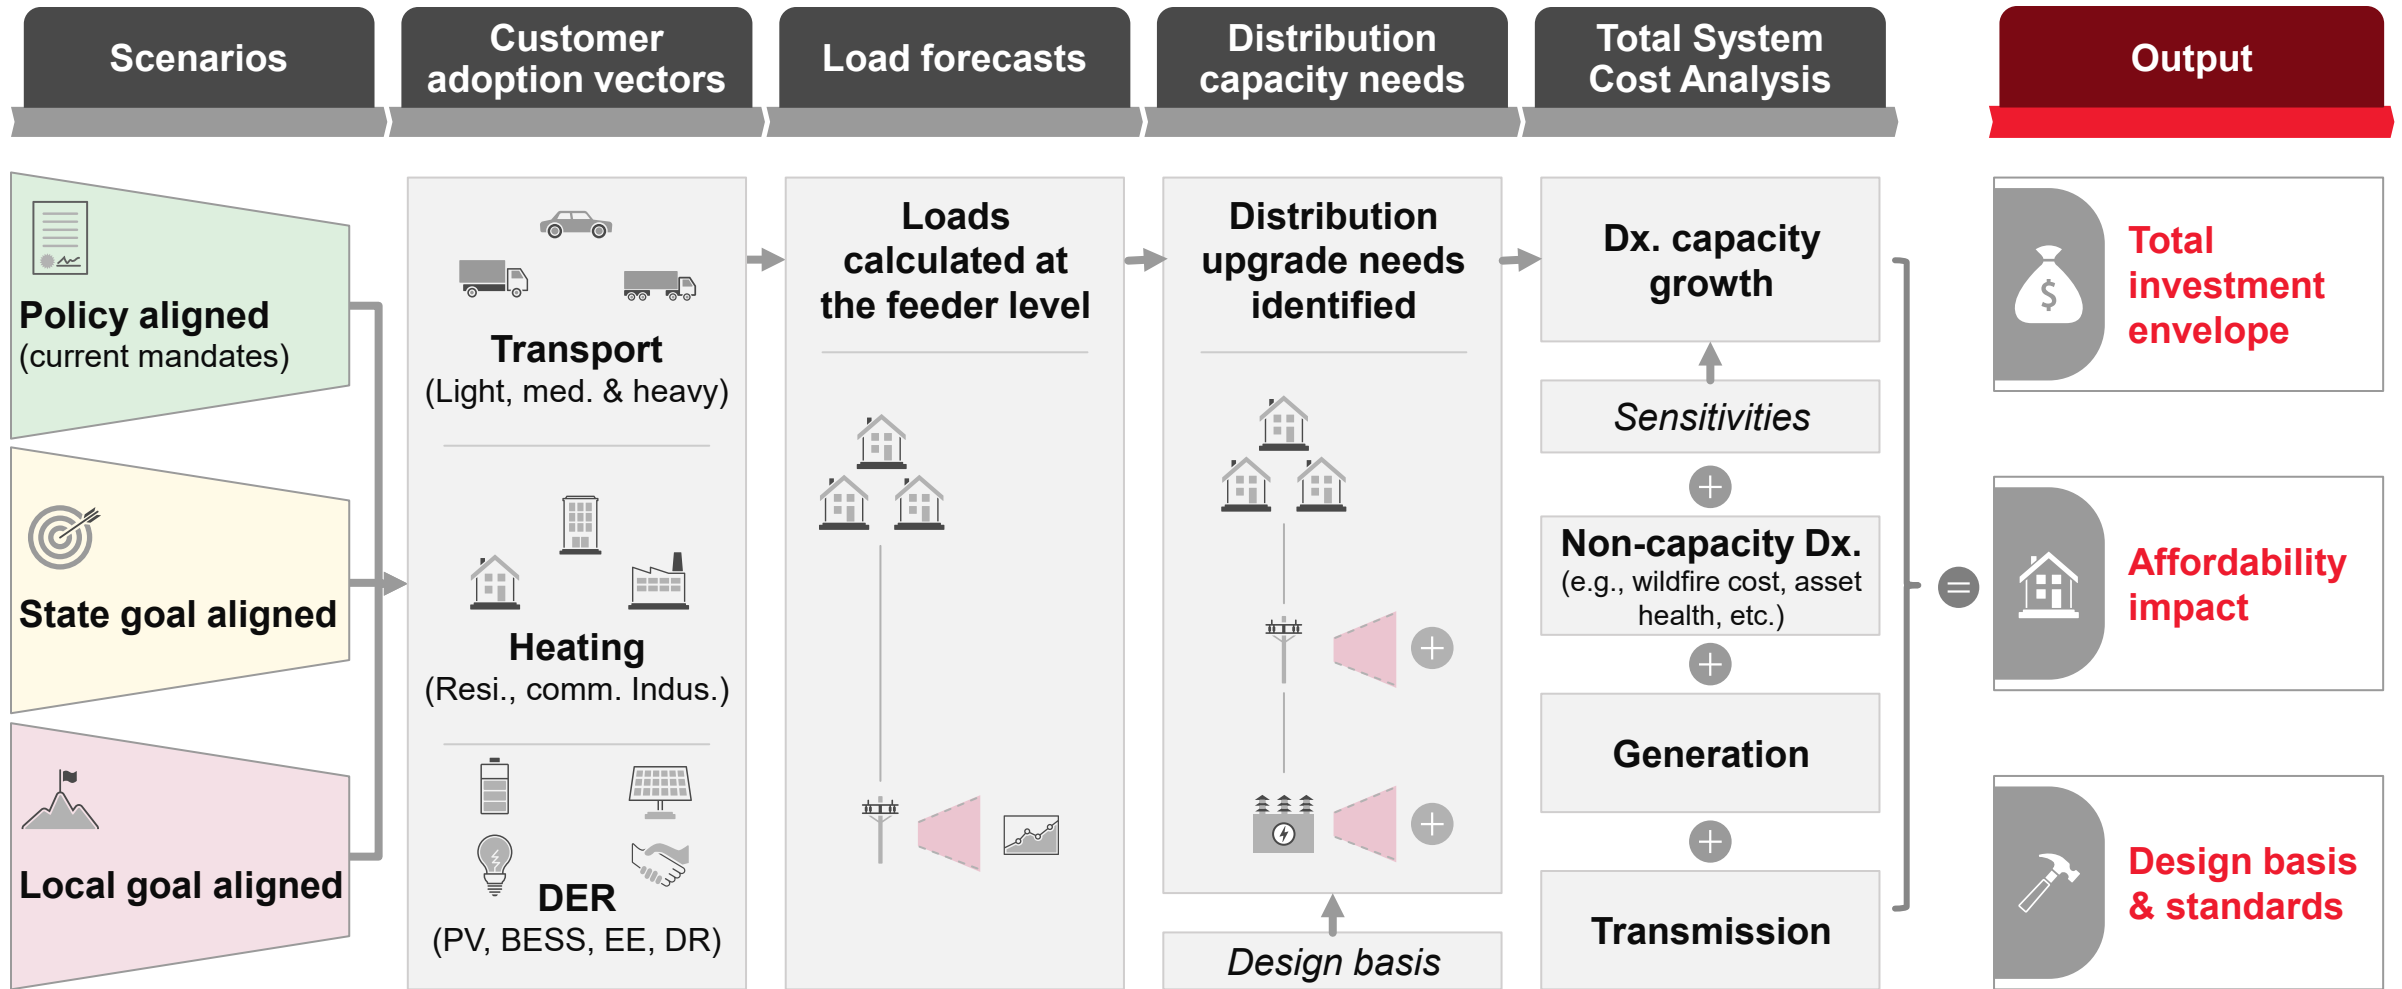 Scenarios
Customer
adoption vectors
Load forecasts
Distribution
capacity needs
Total System
Cost Analysis
Output
Policy aligned
(current mandates)
State goal aligned
Local goal aligned
Transport
(Light, med. & heavy)
Heating
(Resi., comm. Indus.)
DER
(PV, BESS, EE, DR)
Loads
calculated at
the feeder level
Distribution
upgrade needs
identified
Design basis
Dx. capacity
growth
Sensitivities
Non-capacity Dx.
(e.g., wildfire cost, asset
health, etc.)
Generation
Transmission
$
Total
investment
envelope
Affordability
impact
Design basis
& standards